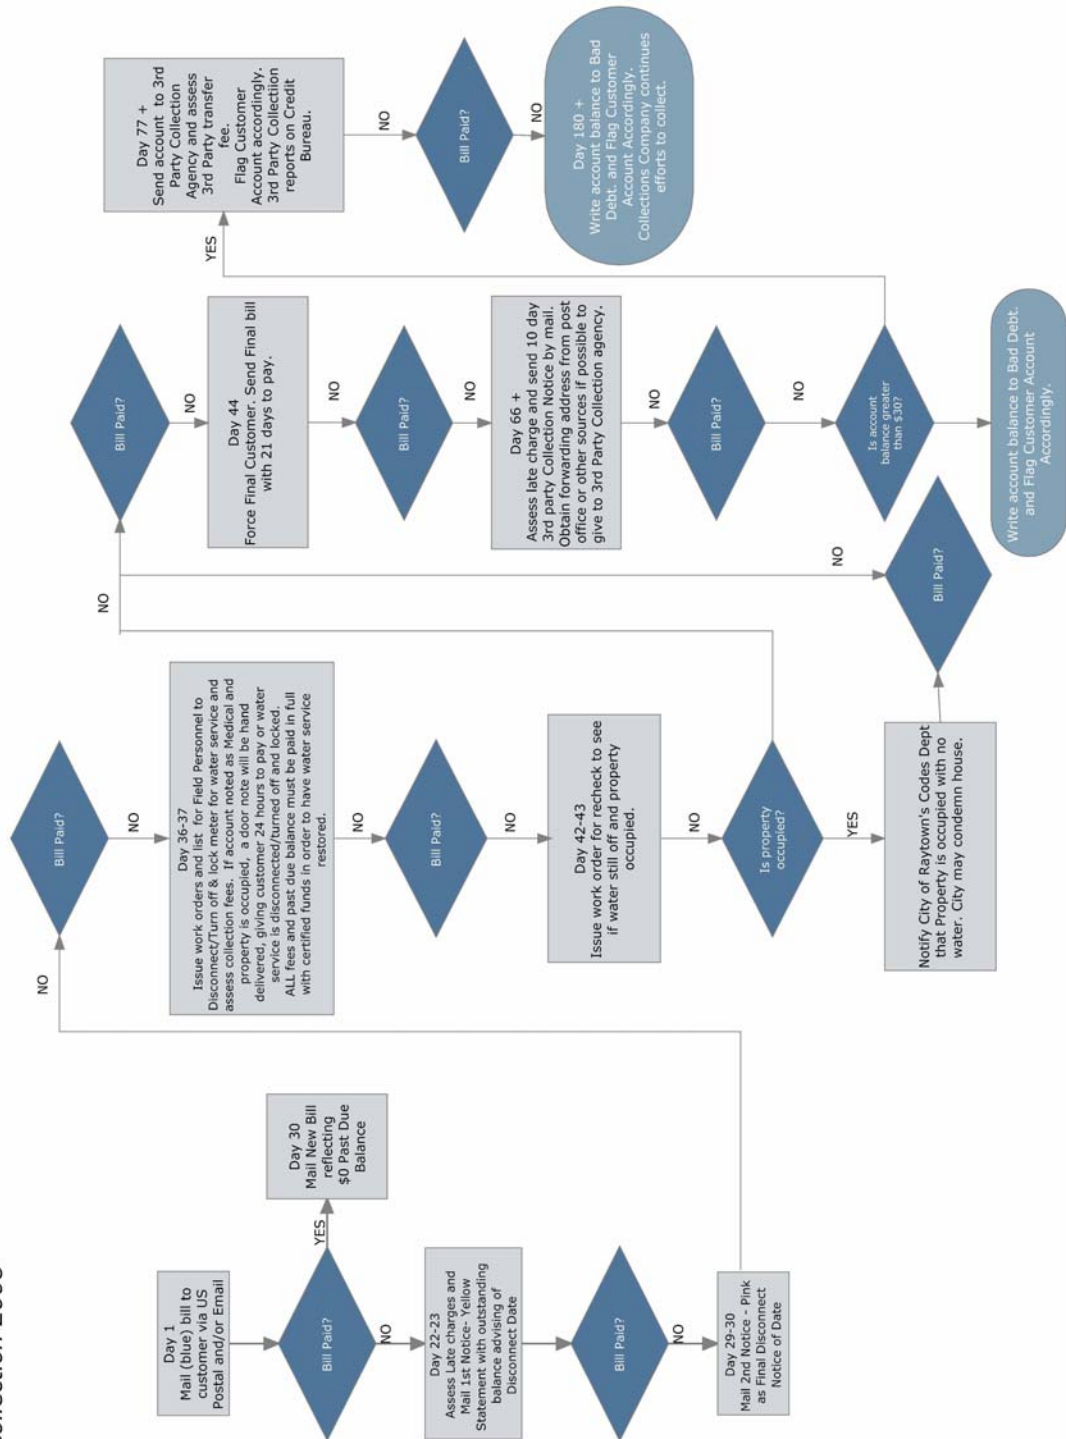 Day 1
Mail (blue) bill to
customer via US
Postal and/or Email
Bill Paid?
YES
Day 30
Mail New Bill
reflecting
$0 Past Due
Balance
NO
Day 22-23
Assess Late charges and
Mail 1st Notice- Yellow
Statement with outstanding
balance advising of
Disconnect Date
Bill Paid?
NO
Day 29-30
Mail 2nd Notice - Pink
as Final Disconnect
Notice of Date
NO
Bill Paid?
NO
Day 36-37
Issue work orders and list for Field Personnel to
Disconnect/Turn off & lock meter for water service and
assess collection fees. If account noted as Medical and
property is occupied, a door note will be hand
delivered, giving customer 24 hours to pay or water
service is disconnected/turned off and locked.
ALL fees and past due balance must be paid in full
with certified funds in order to have water service
restored.
NO
Bill Paid?
NO
Day 42-43
Issue work order for recheck to see
if water still off and property
occupied.
NO
Is property
occupied?
YES
Notify City of Raytown's Codes Dept
that Property is occupied with no
water. City may condemn house.
NO
NO
Bill Paid?
Bill Paid?
NO
Day 44
Force Final Customer. Send Final bill
with 21 days to pay.
NO
Bill Paid?
NO
Day 66 +
Assess late charge and send 10 day
3rd party Collection Notice by mail.
Obtain forwarding address from post
office or other sources if possible to
give to 3rd Party Collection agency.
NO
Bill Paid?
NO
Is account
balance greater
than $30?
Write account balance to Bad Debt.
and Flag Customer Account
Accordingly.
YES
Day 77 +
Send account to 3rd
Party Collection
Agency and assess
3rd Party transfer
fee.
Flag Customer
Account accordingly.
3rd Party Collectiion
reports on Credit
Bureau.
NO
Bill Paid?
NO
Day 180 +
Write account balance to Bad
Debt. and Flag Customer
Account Accordingly.
Collections Company continues
efforts to collect.